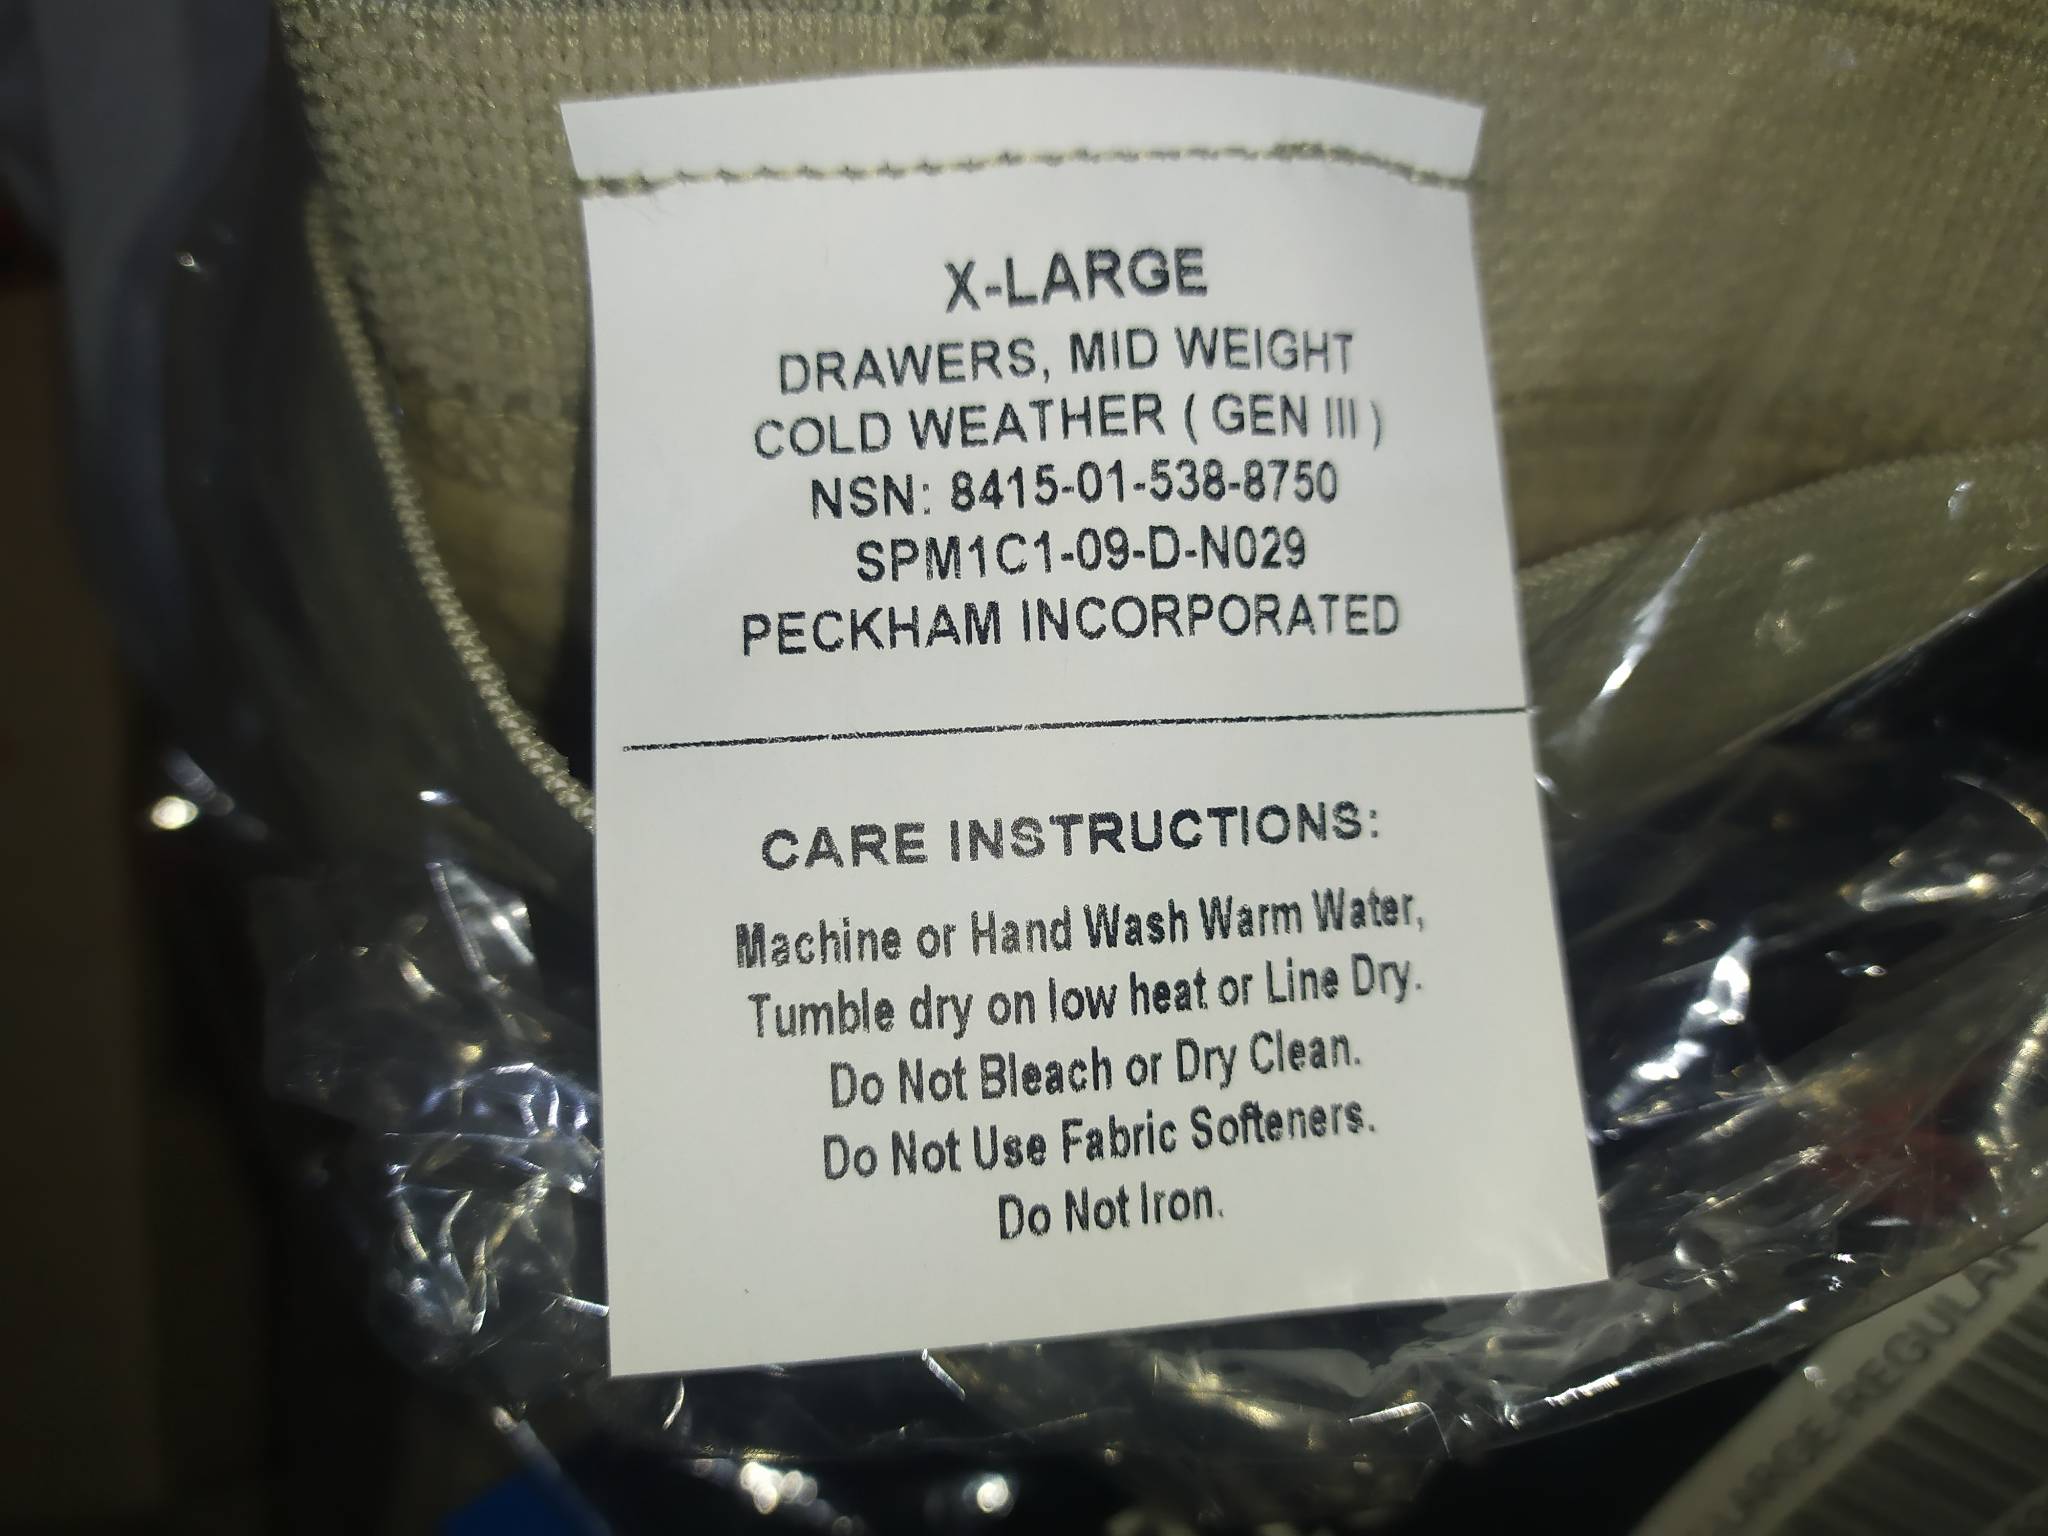 X-LARGE
DRAWERS, MID WEIGHT
COLD WEATHER ( GEN III )
NSN: 8415-01-538-8750
SPM1C1-09-D-N029
PECKHAM INCORPORATED
CARE INSTRUCTIONS:
Machine or Hand Wash Warm Water,
Tumble dry on low heat or Line Dry.
Do Not Bleach or Dry Clean.
Do Not Use Fabric Softeners.
Do Not Iron.
LARGE-REGULAR